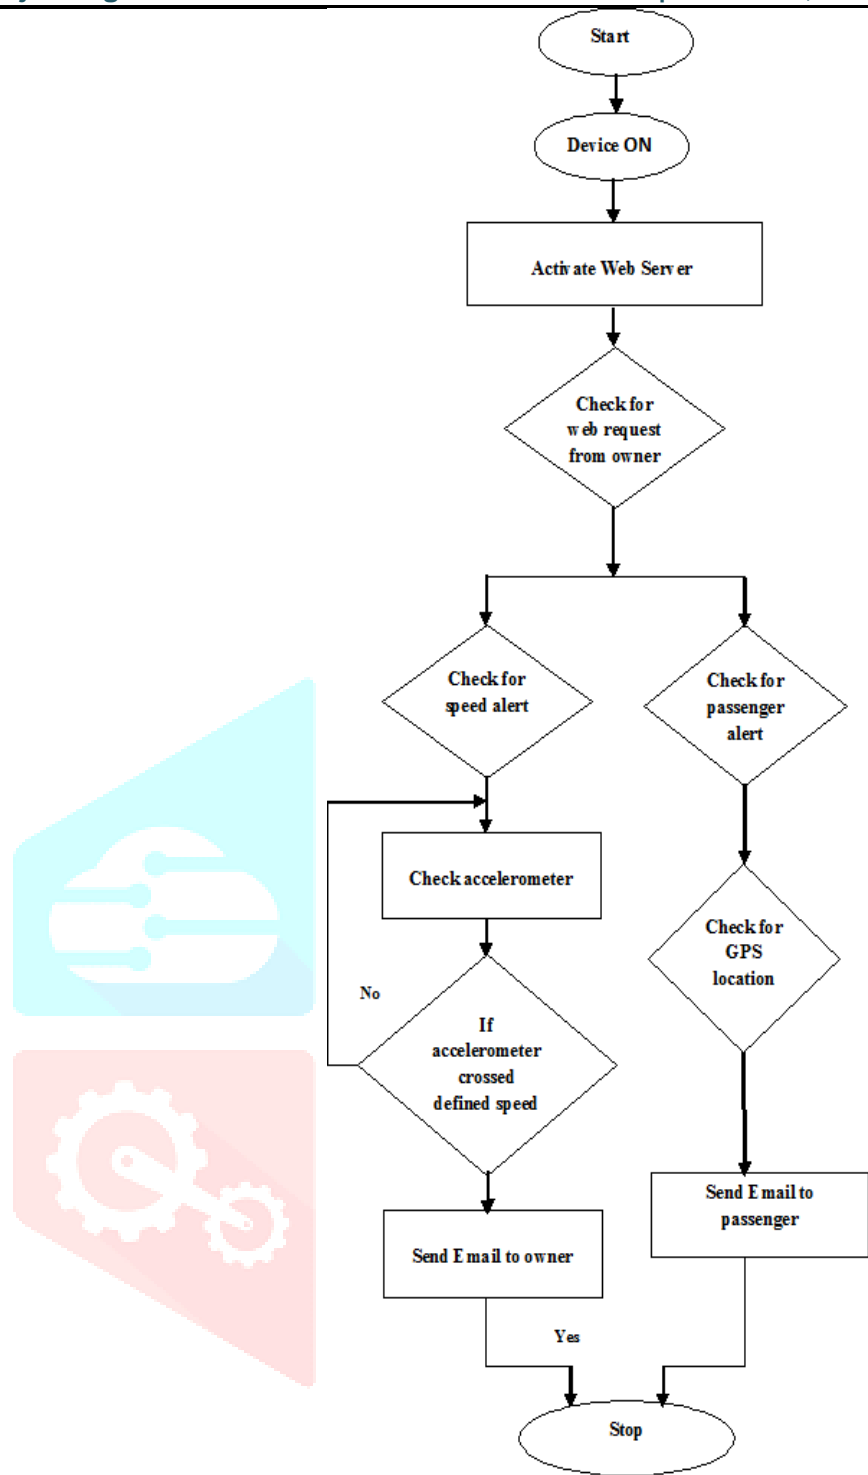 Start
Device ON
Activate Web Server
Check for
web request
from owner
Check for
speed alert
Check for
passenger
alert
Check accelerometer
Check for
GPS
location
No
If
accelerometer
crossed
defined speed
Send Email to
passenger
Send Email to owner
Yes
Stop